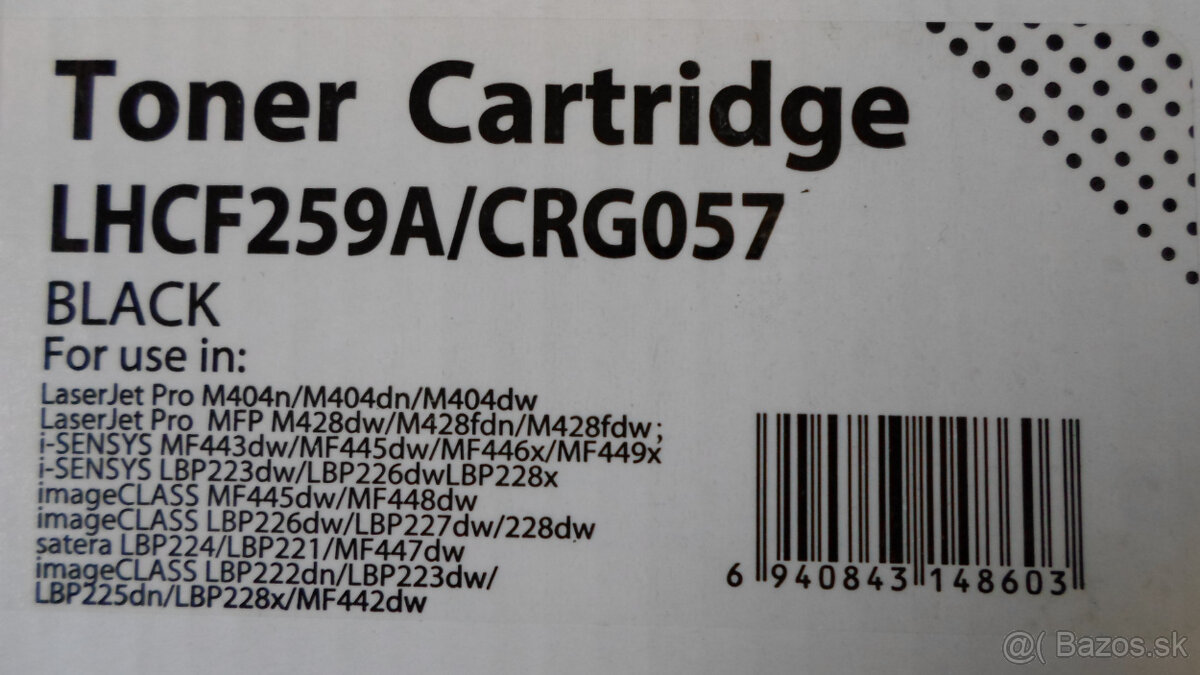 Toner Cartridge
LHCF259A/CRG057
BLACK
For use in:
LaserJet Pro M404n/M404dn/M404dw
LaserJet Pro MFP M428dw/M428fdn/M428fdw;
i-SENSYS MF443dw/MF445dw/MF446x/MF449x
i-SENSYS LBP223dw/LBP226dwLBP228x
imageCLASS MF445dw/MF448dw
imageCLASS LBP226dw/LBP227dw/228dw
satera LBP224/LBP221/MF447dw
imageCLASS LBP222dn/LBP223dw/
LBP225dn/LBP228x/MF442dw
6 940843 148603
@( Bazos.sk